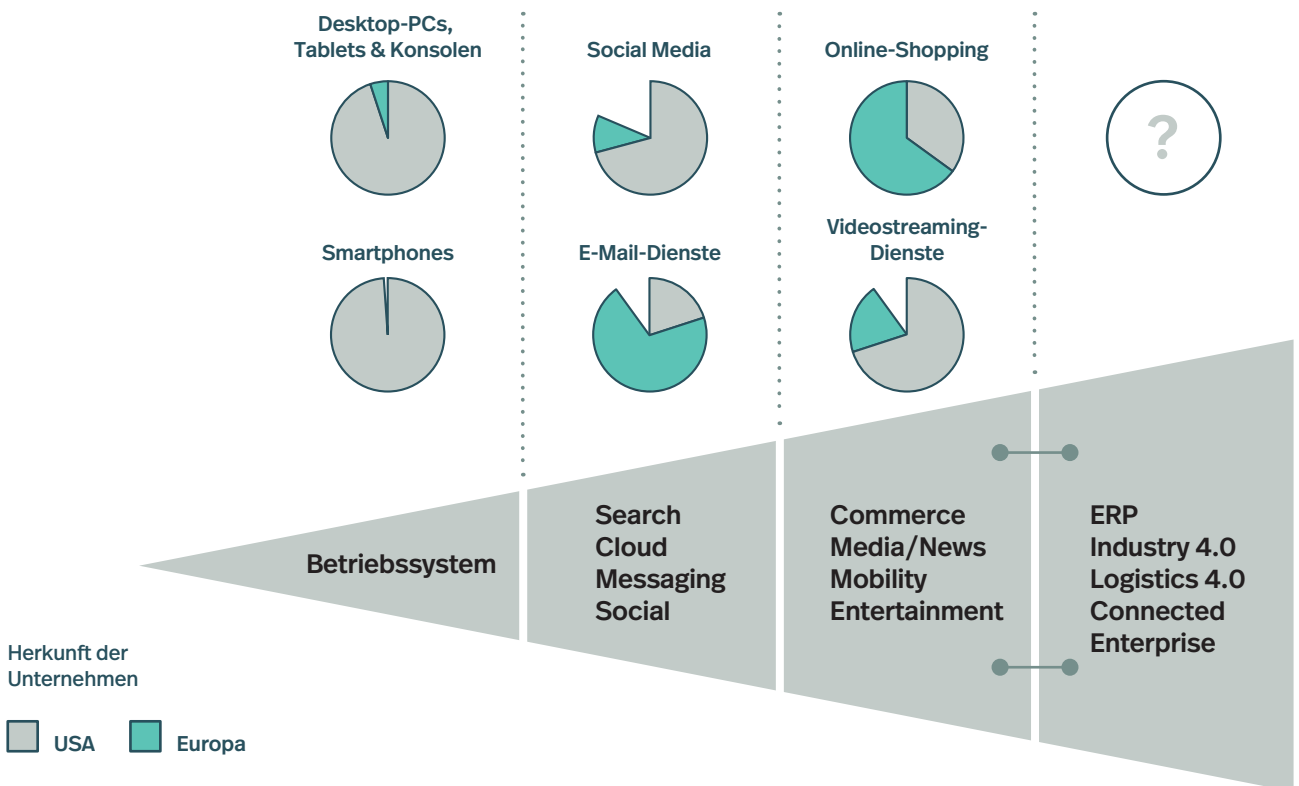 Desktop-PCs,
Tablets & Konsolen
Social Media
Online-Shopping
?
Smartphones
E-Mail-Dienste
Videostreaming-
Dienste
Betriebssystem
Search
Cloud
Messaging
Social
Commerce
Media/News
Mobility
Entertainment
ERP
Industry 4.0
Logistics 4.0
Connected
Enterprise
Herkunft der
Unternehmen
USA
Europa